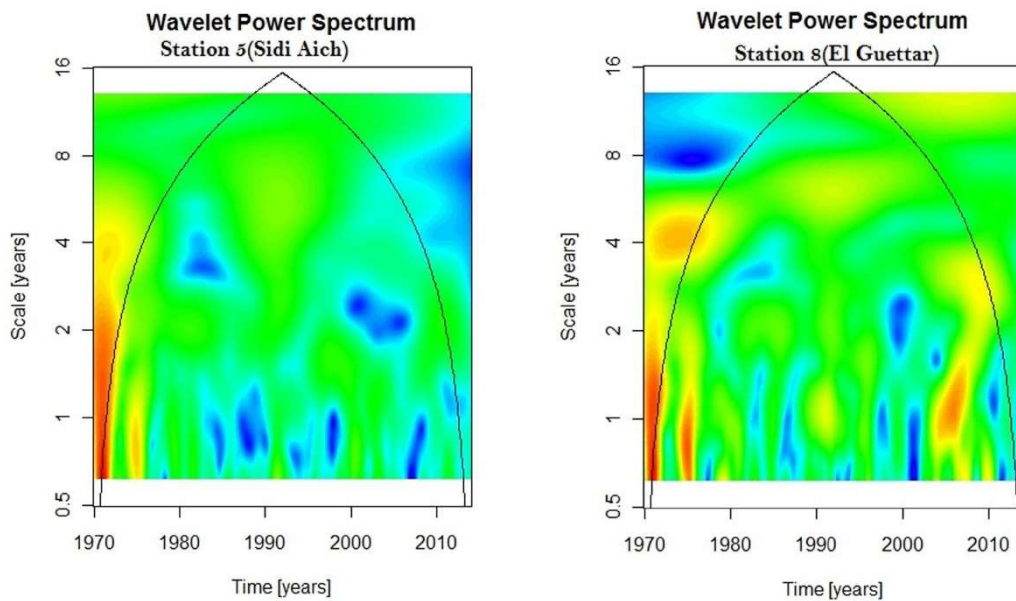 Wavelet Power Spectrum
Station 5(Sidi Aich)
16
8
4
2
1
0.5
Scale [years]
1970 1980 1990 2000 2010
Time [years]
Wavelet Power Spectrum
Station 8(El Guettar)
16
8
4
2
1
0.5
Scale [years]
1970 1980 1990 2000 2010
Time [years]